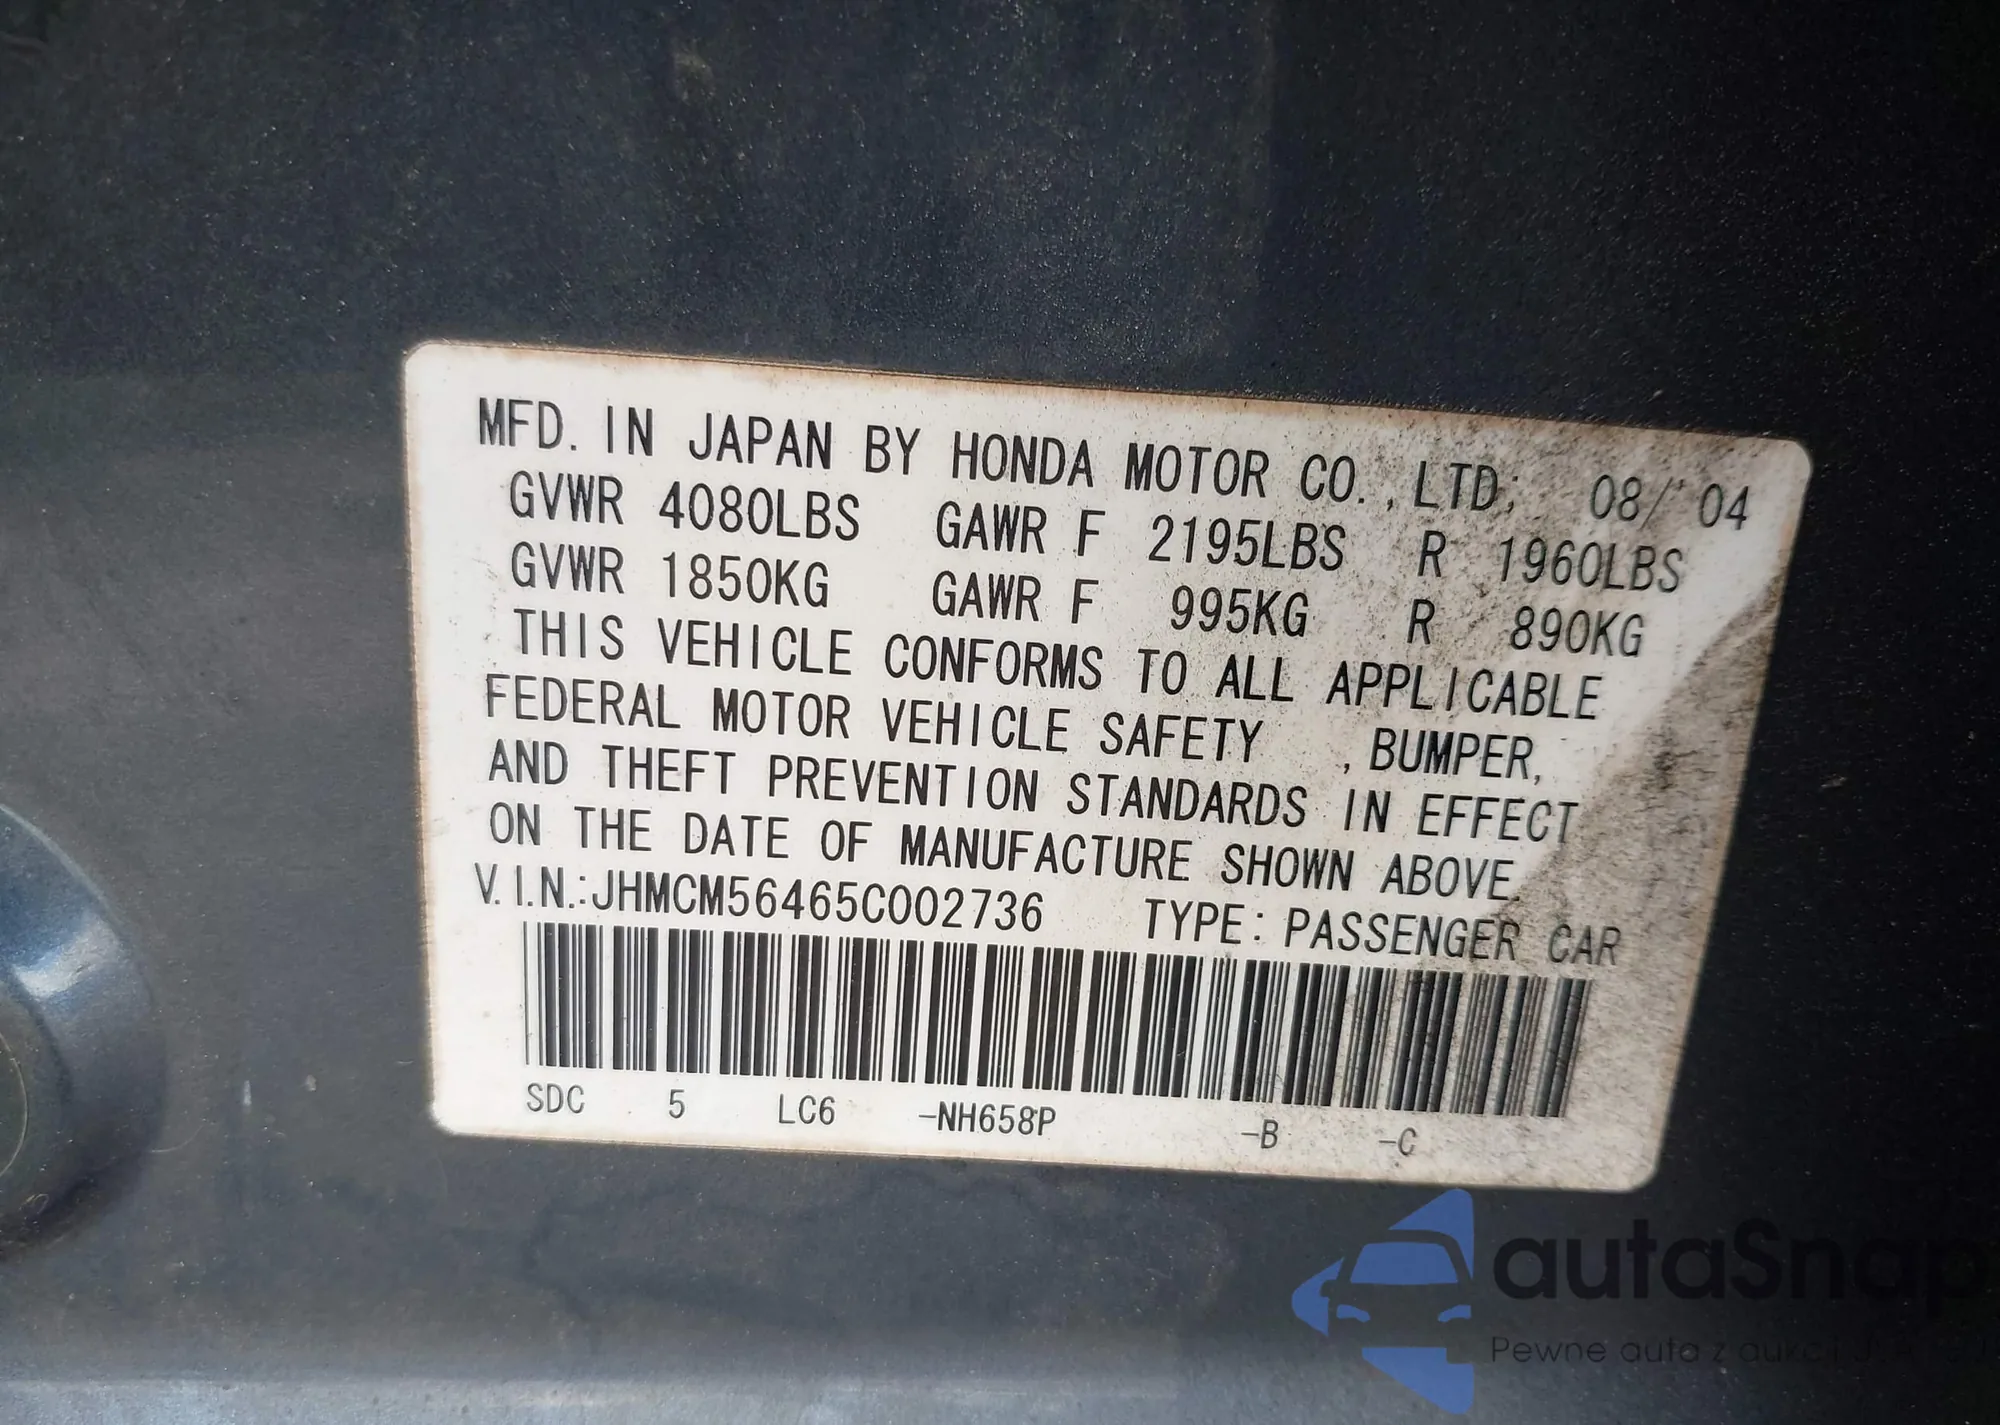 MFD. IN JAPAN BY HONDA MOTOR CO.,LTD; 08/ 04
GVWR 4080LBS GAWR F 2195LBS R 1960LBS
GVWR 1850KG GAWR F 995KG R 890KG
THIS VEHICLE CONFORMS TO ALL APPLICABLE
FEDERAL MOTOR VEHICLE SAFETY , BUMPER,
AND THEFT PREVENTION STANDARDS IN EFFECT
ON THE DATE OF MANUFACTURE SHOWN ABOVE.
V.I.N.:JHMCM56465C002736 TYPE: PASSENGER CAR
SDC 5 LC6 -NH658P -B -C
autaSnap
Pewne auta z